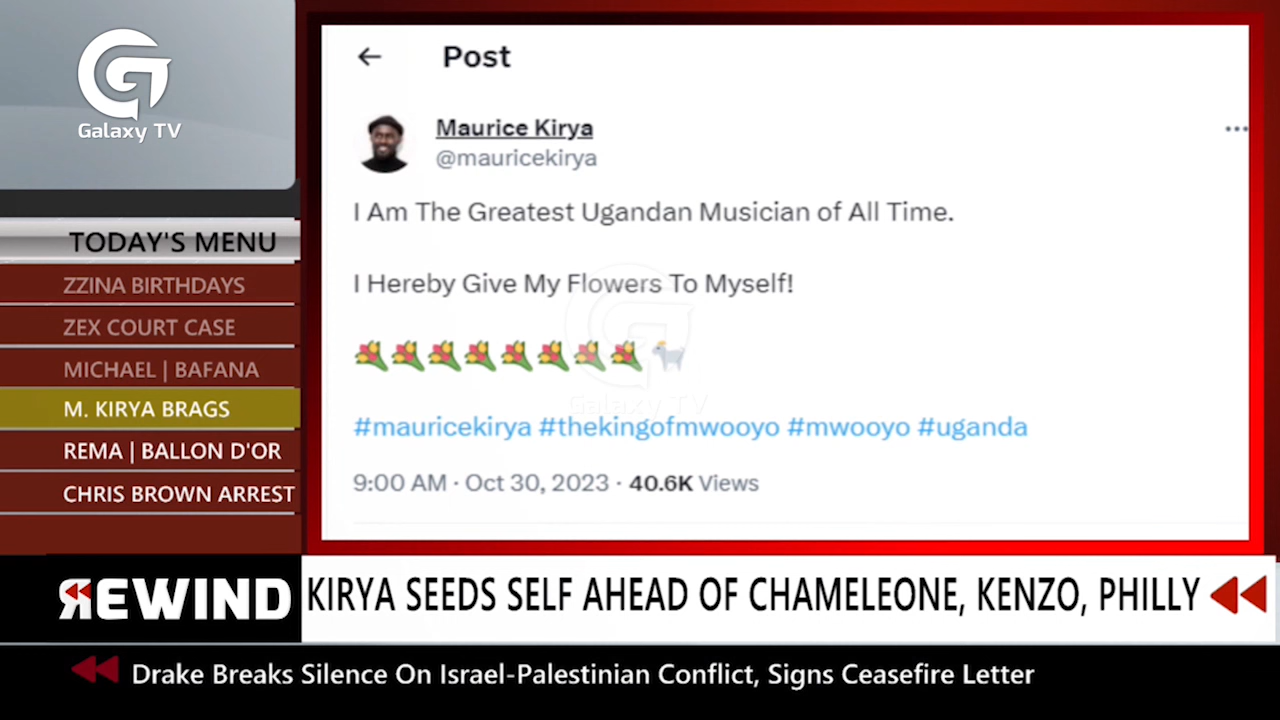 Galaxy TV
TODAY'S MENU
ZZINA BIRTHDAYS
ZEX COURT CASE
MICHAEL | BAFANA
M. KIRYA BRAGS
REMA | BALLON D'OR
CHRIS BROWN ARREST
Post
Maurice Kirya
@mauricekirya
I Am The Greatest Ugandan Musician of All Time.
I Hereby Give My Flowers To Myself!
Galaxy TV
#mauricekirya #thekingofmwooyo #mwooyo #uganda
9:00 AM · Oct 30, 2023 · 40.6K Views
REWIND
KIRYA SEEDS SELF AHEAD OF CHAMELEONE, KENZO, PHILLY
Drake Breaks Silence On Israel-Palestinian Conflict, Signs Ceasefire Letter